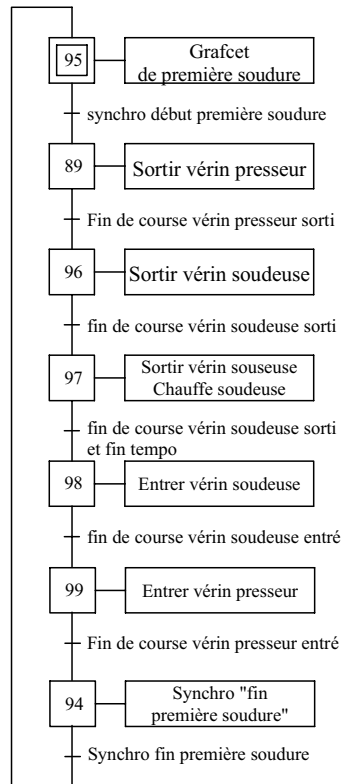 95
Grafcet
de première soudure
synchro début première soudure
89
Sortir vérin presseur
Fin de course vérin presseur sorti
96
Sortir vérin soudeuse
fin de course vérin soudeuse sorti
97
Sortir vérin souseuse
Chauffe soudeuse
fin de course vérin soudeuse sorti
et fin tempo
98
Entrer vérin soudeuse
fin de course vérin soudeuse entré
99
Entrer vérin presseur
Fin de course vérin presseur entré
94
Synchro "fin
première soudure"
Synchro fin première soudure